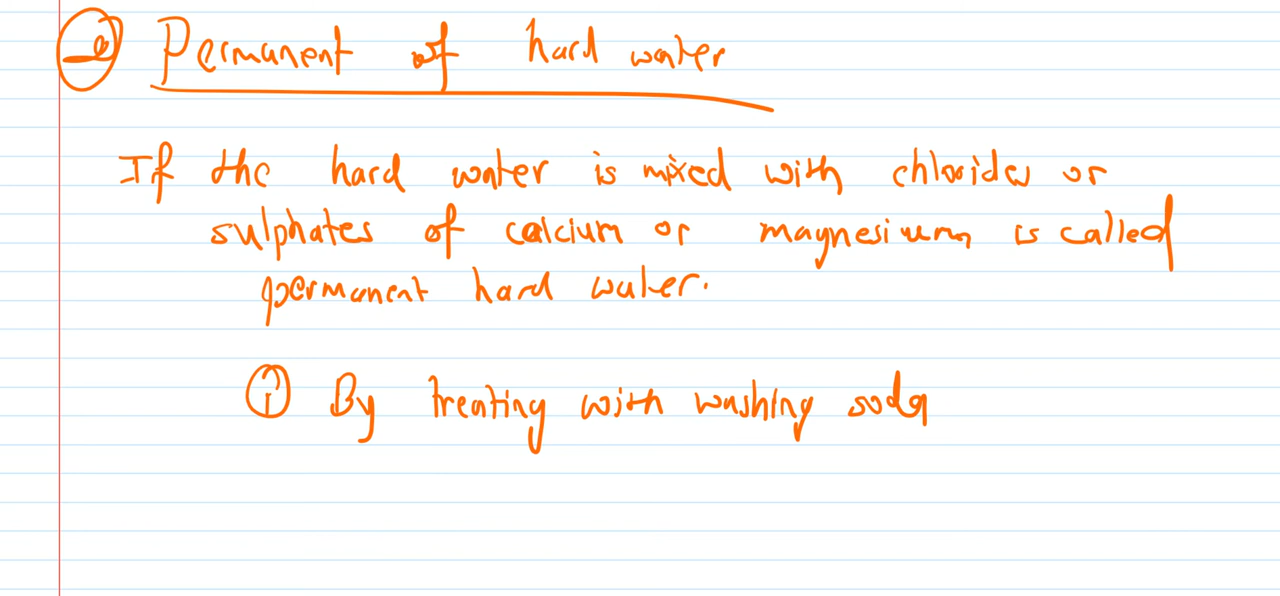 ② Permanent of hard water
If the hard water is mixed with chlorides or
sulphates of calcium or magnesium is called
permanent hard water.
① By treating with washing soda